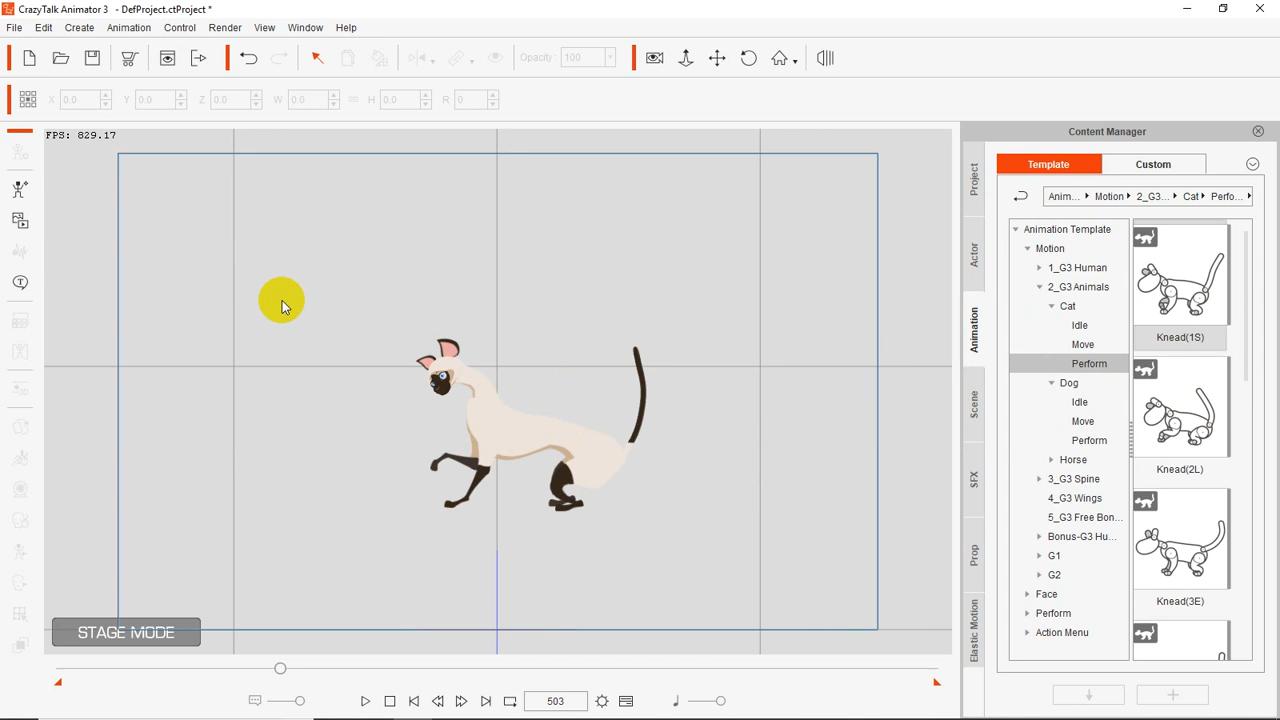 CrazyTalk Animator 3 - DefProject.ctProject *
File Edit Create Animation Control Render View Window Help
Opacity : 100
X 0.0 Y 0.0 Z 0.0 W 0.0 H 0.0 R 0
FPS: 829.17
STAGE MODE
503
Content Manager
Template Custom
Anim... Motion 2_G3... Cat Perfo...
Project
Actor
Animation
Scene
SFX
Prop
Elastic Motion
Animation Template
Motion
1_G3 Human
2_G3 Animals
Cat
Idle
Move
Perform
Dog
Idle
Move
Perform
Horse
3_G3 Spine
4_G3 Wings
5_G3 Free Bon...
Bonus-G3 Hu...
G1
G2
Face
Perform
Action Menu
Knead(1S)
Knead(2L)
Knead(3E)